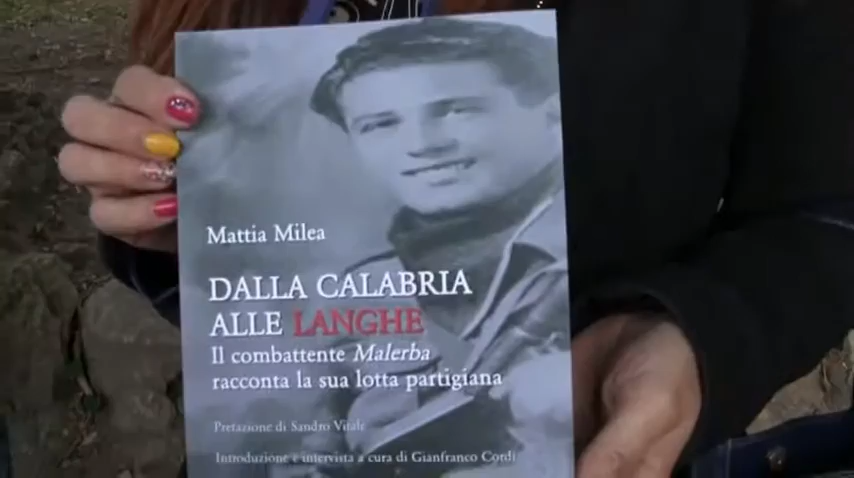 Mattia Milea
DALLA CALABRIA
ALLE LANGHE
Il combattente Malerba
racconta la sua lotta partigiana
Prefazione di Sandro Vitale
Introduzione e intervista a cura di Gianfranco Cordì